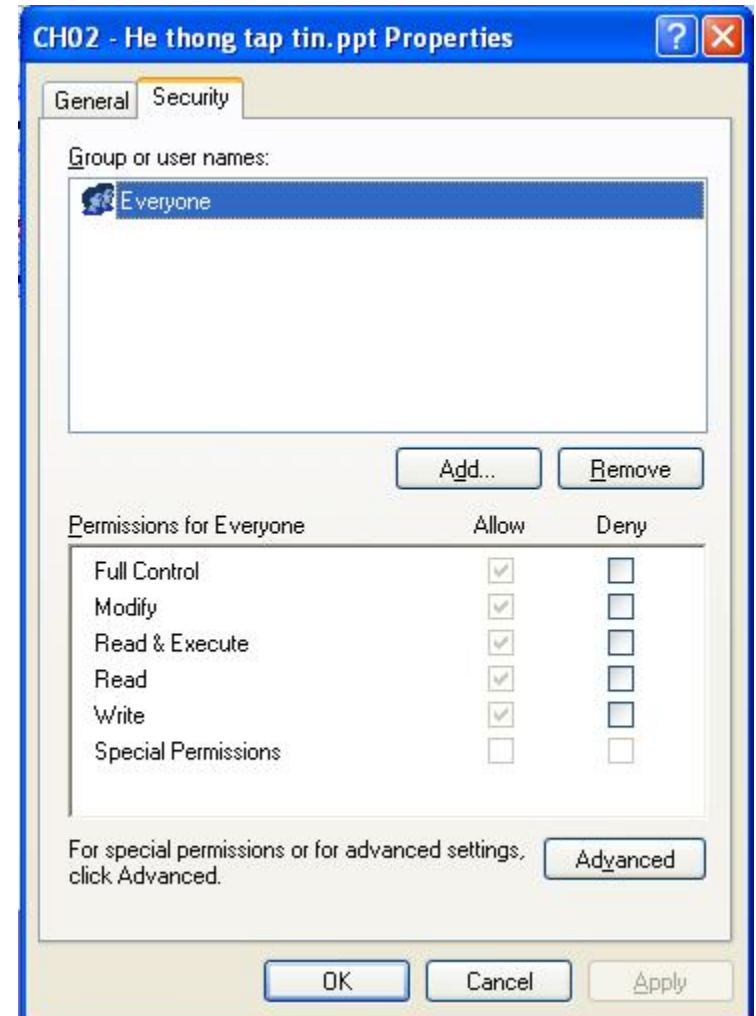 CH02 - He thong tap tin.ppt Properties
General Security
Group or user names:
Everyone
Add... Remove
Permissions for Everyone Allow Deny
Full Control
Modify
Read & Execute
Read
Write
Special Permissions
For special permissions or for advanced settings,
click Advanced.
Advanced
OK Cancel Apply